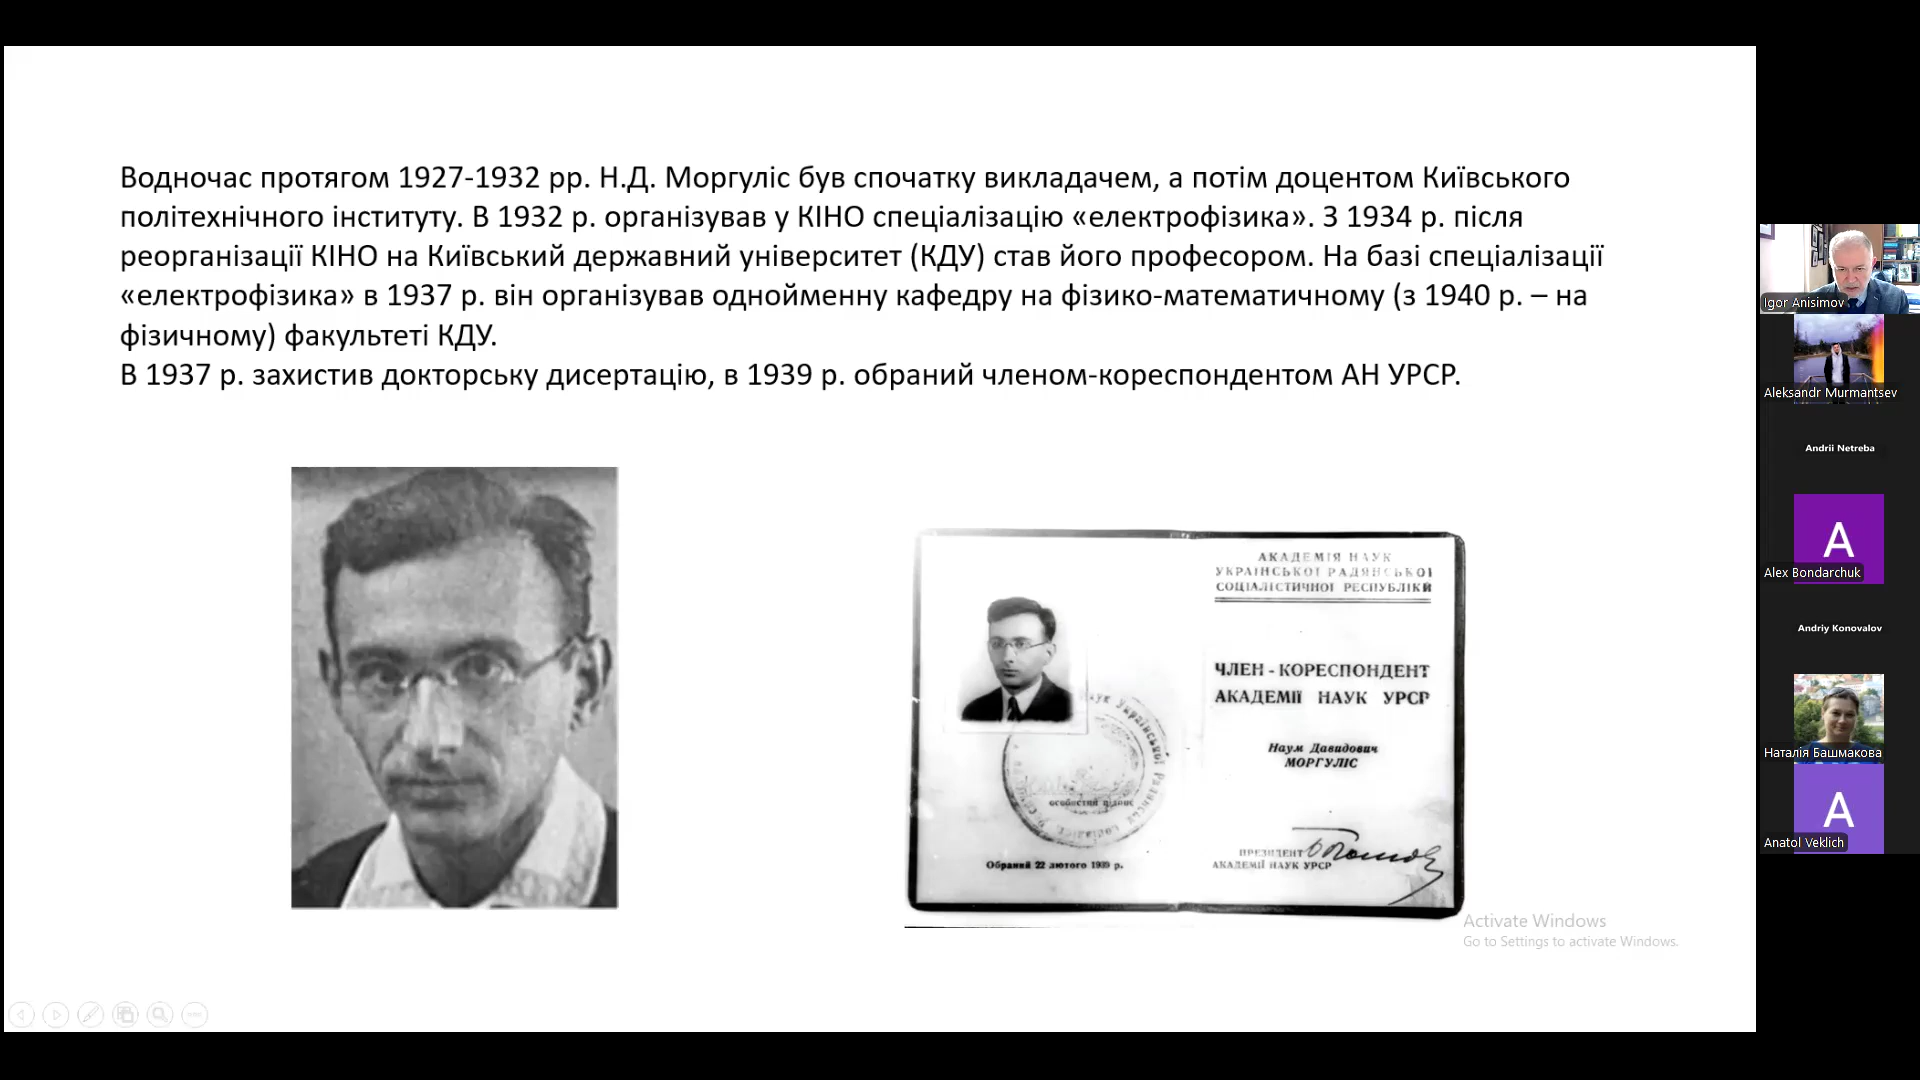 Водночас протягом 1927-1932 рр. Н.Д. Моргуліс був спочатку викладачем, а потім доцентом Київського
політехнічного інституту. В 1932 р. організував у КІНО спеціалізацію «електрофізика». З 1934 р. після
реорганізації КІНО на Київський державний університет (КДУ) став його професором. На базі спеціалізації
«електрофізика» в 1937 р. він організував однойменну кафедру на фізико-математичному (з 1940 р. – на
фізичному) факультеті КДУ.
В 1937 р. захистив докторську дисертацію, в 1939 р. обраний членом-кореспондентом АН УРСР.
АКАДЕМІЯ НАУК
УКРАЇНСЬКОЇ РАДЯНСЬКОЇ
СОЦІАЛІСТИЧНОЇ РЕСПУБЛІКИ
ЧЛЕН - КОРЕСПОНДЕНТ
АКАДЕМІЇ НАУК УРСР
Наум Давидович
МОРГУЛІС
ПРЕЗИДЕНТ
АКАДЕМІЇ НАУК УРСР
особистий підпис
Обраний 22 лютого 1939 р.
Activate Windows
Go to Settings to activate Windows.
Igor Anisimov
Aleksandr Murmantsev
Andrii Netreba
A
Alex Bondarchuk
Andriy Konovalov
Наталія Башмакова
A
Anatol Veklich